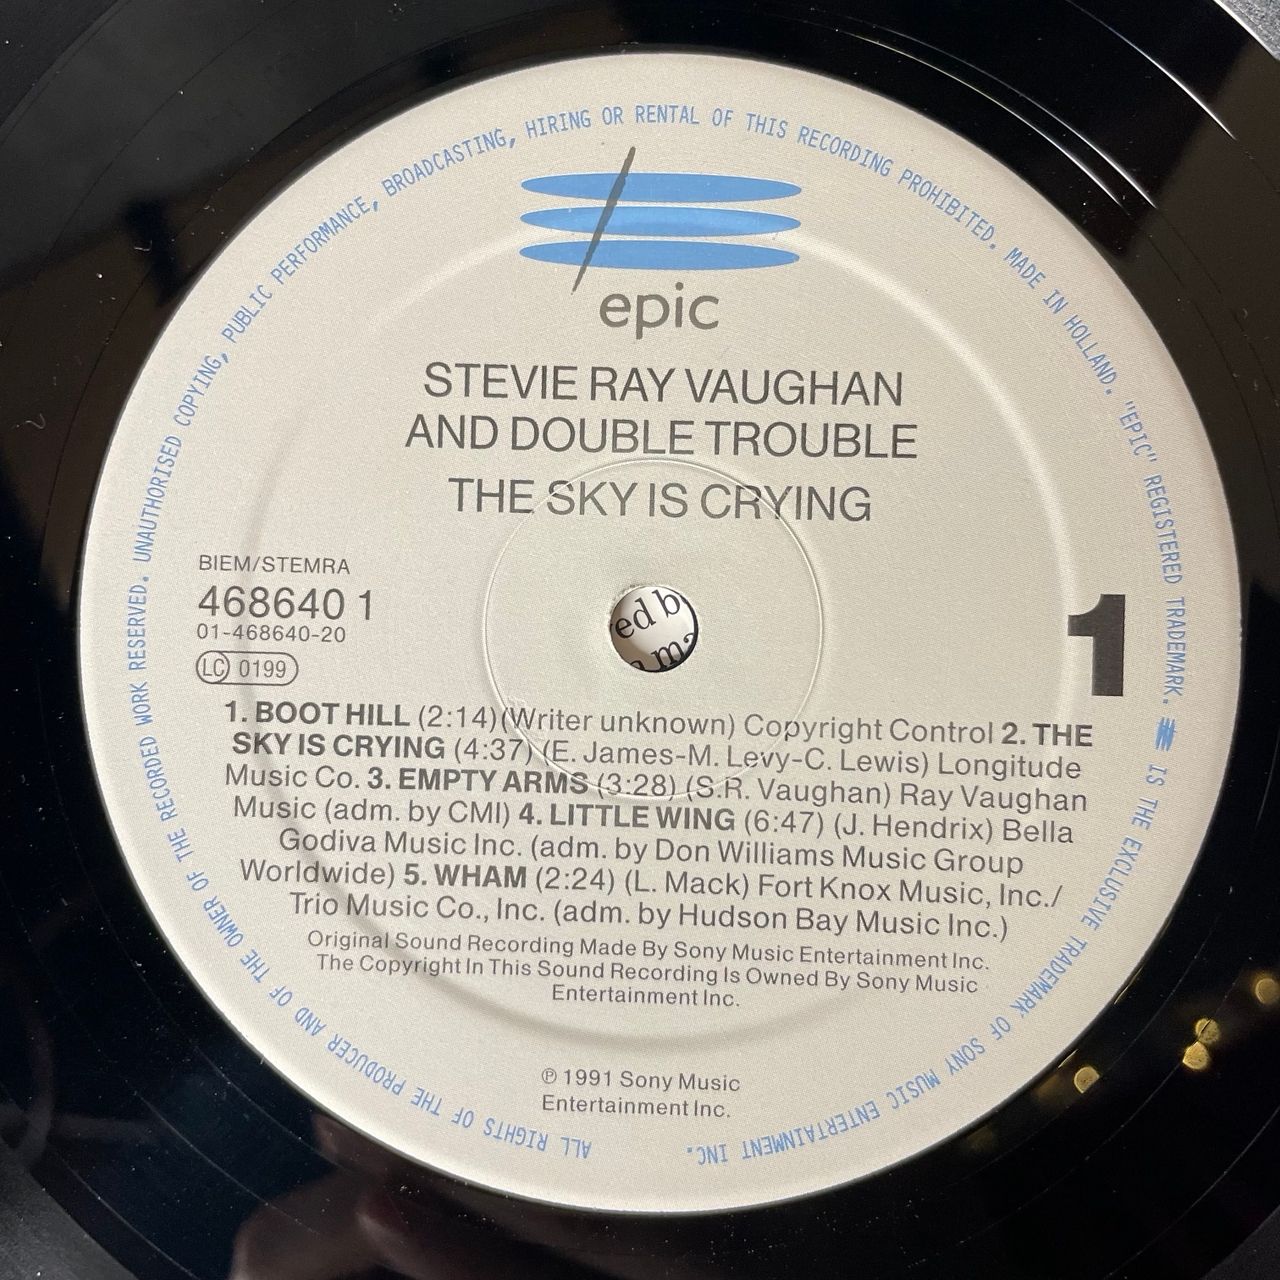 epic
STEVIE RAY VAUGHAN
AND DOUBLE TROUBLE
THE SKY IS CRYING
BIEM/STEMRA
468640 1
01-468640-20
LC 0199
1
ed b
ma
1. BOOT HILL (2:14)(Writer unknown) Copyright Control 2. THE
SKY IS CRYING (4:37) (E. James-M. Levy-C. Lewis) Longitude
Music Co. 3. EMPTY ARMS (3:28) (S.R. Vaughan) Ray Vaughan
Music (adm. by CMI) 4. LITTLE WING (6:47) (J. Hendrix) Bella
Godiva Music Inc. (adm. by Don Williams Music Group
Worldwide) 5. WHAM (2:24) (L. Mack) Fort Knox Music, Inc./
Trio Music Co., Inc. (adm. by Hudson Bay Music Inc.)
Original Sound Recording Made By Sony Music Entertainment Inc.
The Copyright In This Sound Recording Is Owned By Sony Music
Entertainment Inc.
℗ 1991 Sony Music
Entertainment Inc.
ALL RIGHTS OF THE PRODUCER AND OF THE OWNER OF THE RECORDED WORK RESERVED. UNAUTHORISED COPYING, PUBLIC PERFORMANCE, BROADCASTING, HIRING OR RENTAL OF THIS RECORDING PROHIBITED. MADE IN HOLLAND. "EPIC" REGISTERED TRADEMARK. IS THE EXCLUSIVE TRADEMARK OF SONY MUSIC ENTERTAINMENT INC.